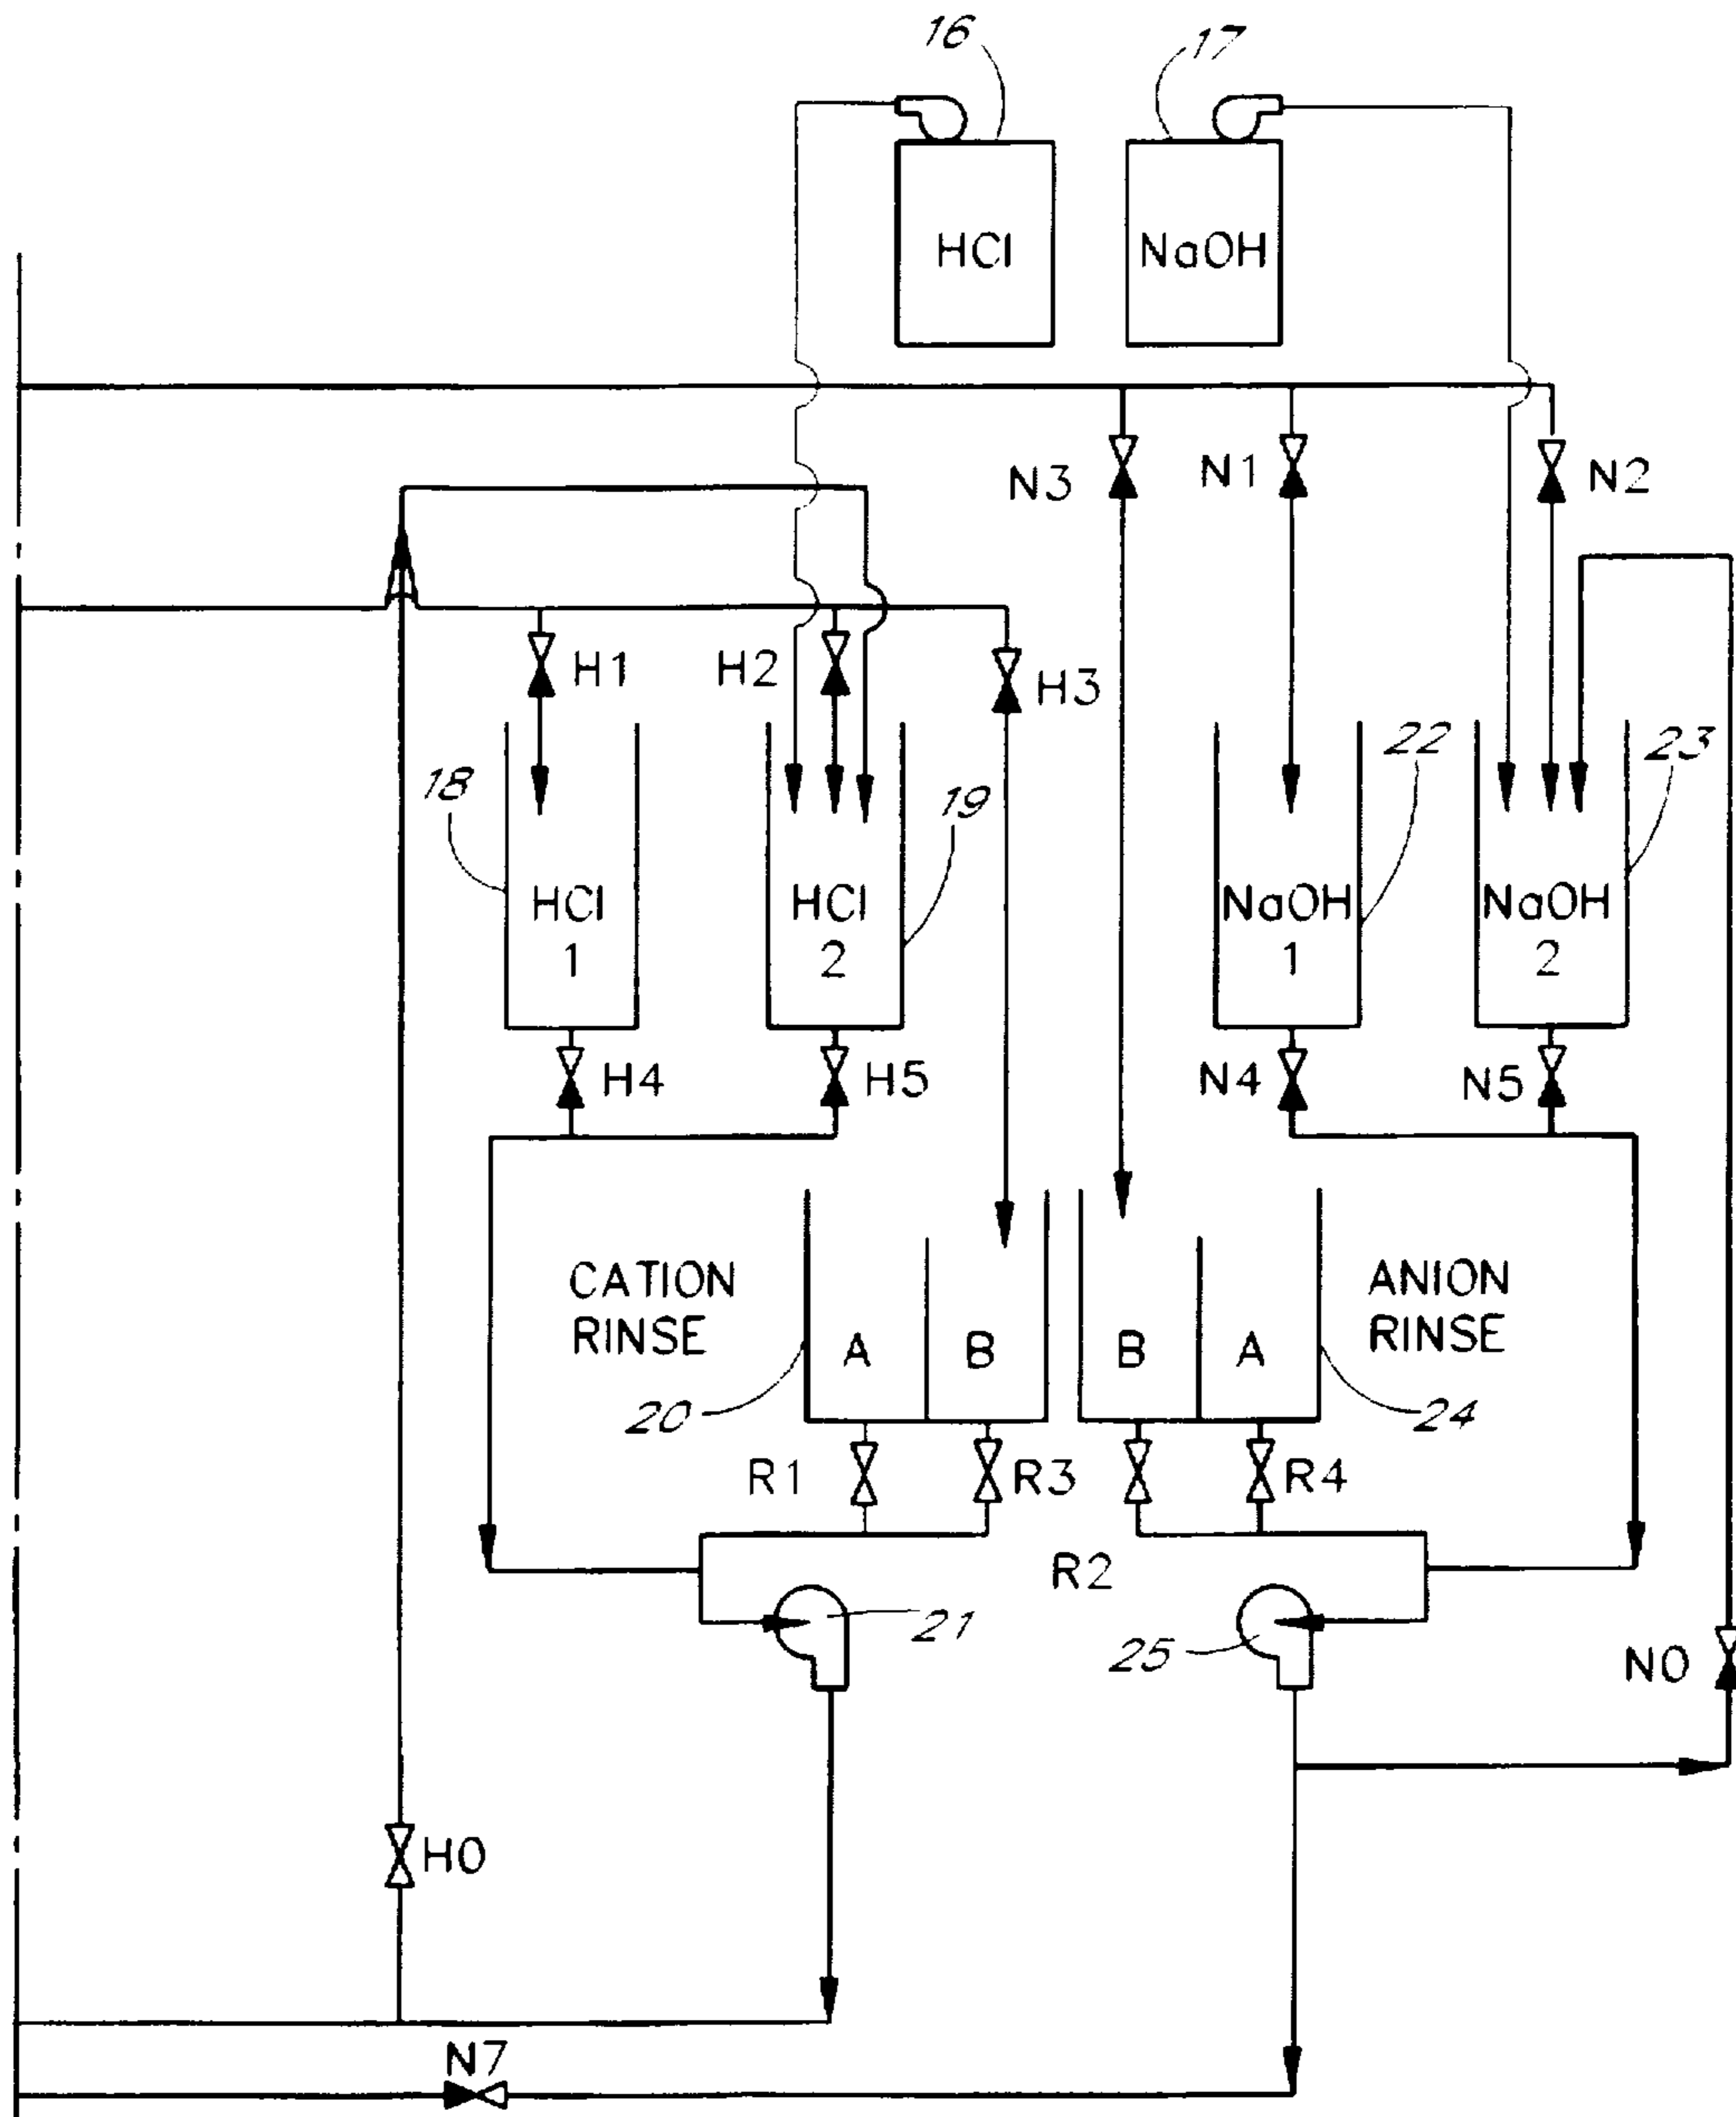 16
17
HCl
NaOH
N3
N1
N2
H1
H2
H3
18
19
22
23
HCl
1
HCl
2
NaOH
1
NaOH
2
H4
H5
N4
N5
CATION
RINSE
A
B
B
A
ANION
RINSE
20
24
R1
R3
R4
R2
21
25
N0
H0
N7